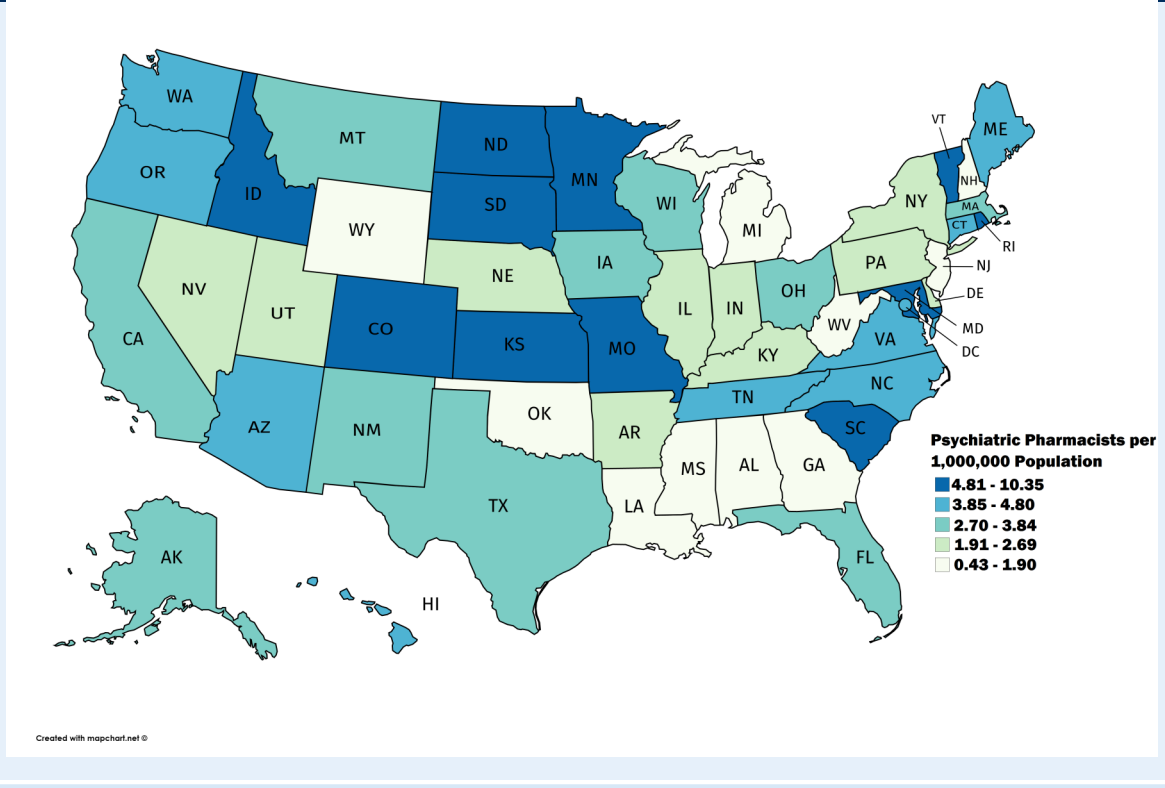 WA
MT
ND
MN
VT
ME
OR
ID
SD
WI
MI
NY
NH
MA
CT
RI
WY
IA
PA
NJ
NV
UT
NE
IL
IN
OH
DE
MD
DC
CA
CO
KS
MO
KY
WV
VA
AZ
NM
OK
AR
TN
NC
SC
TX
LA
MS
AL
GA
FL
AK
HI
Psychiatric Pharmacists per
1,000,000 Population
4.81 - 10.35
3.85 - 4.80
2.70 - 3.84
1.91 - 2.69
0.43 - 1.90
Created with mapchart.net ©